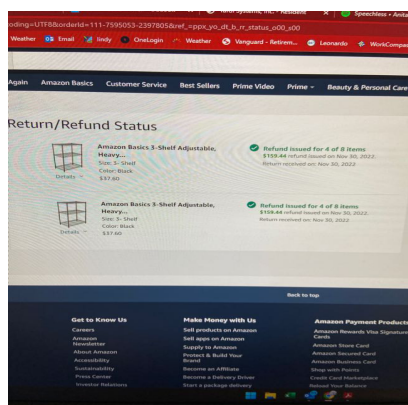 Speechless • Anita
oding=UTF8&orderId=111-7595053-2397805&ref_=ppx_yo_dt_b_rr_status_o00_s00
Weather Email lindy OneLogin Weather Vanguard - Retirem... Leonardo WorkCompas
Again Amazon Basics Customer Service Best Sellers Prime Video Prime Beauty & Personal Care
Return/Refund Status
Amazon Basics 3-Shelf Adjustable,
Heavy...
Size: 3- Shelf
Color: Black
$37.60
Details
Refund issued for 4 of 8 items
$159.44 refund issued on Nov 30, 2022.
Return received on: Nov 30, 2022
Amazon Basics 3-Shelf Adjustable,
Heavy...
Size: 3- Shelf
Color: Black
$37.60
Details
Refund issued for 4 of 8 items
$159.44 refund issued on Nov 30, 2022.
Return received on: Nov 30, 2022
Back to top
Get to Know Us
Careers
Amazon
Newsletter
About Amazon
Accessibility
Sustainability
Press Center
Investor Relations
Make Money with Us
Sell products on Amazon
Sell apps on Amazon
Supply to Amazon
Protect & Build Your
Brand
Become an Affiliate
Become a Delivery Driver
Start a package delivery
Amazon Payment Products
Amazon Rewards Visa Signature
Cards
Amazon Store Card
Amazon Secured Card
Amazon Business Card
Shop with Points
Credit Card Marketplace
Reload Your Balance